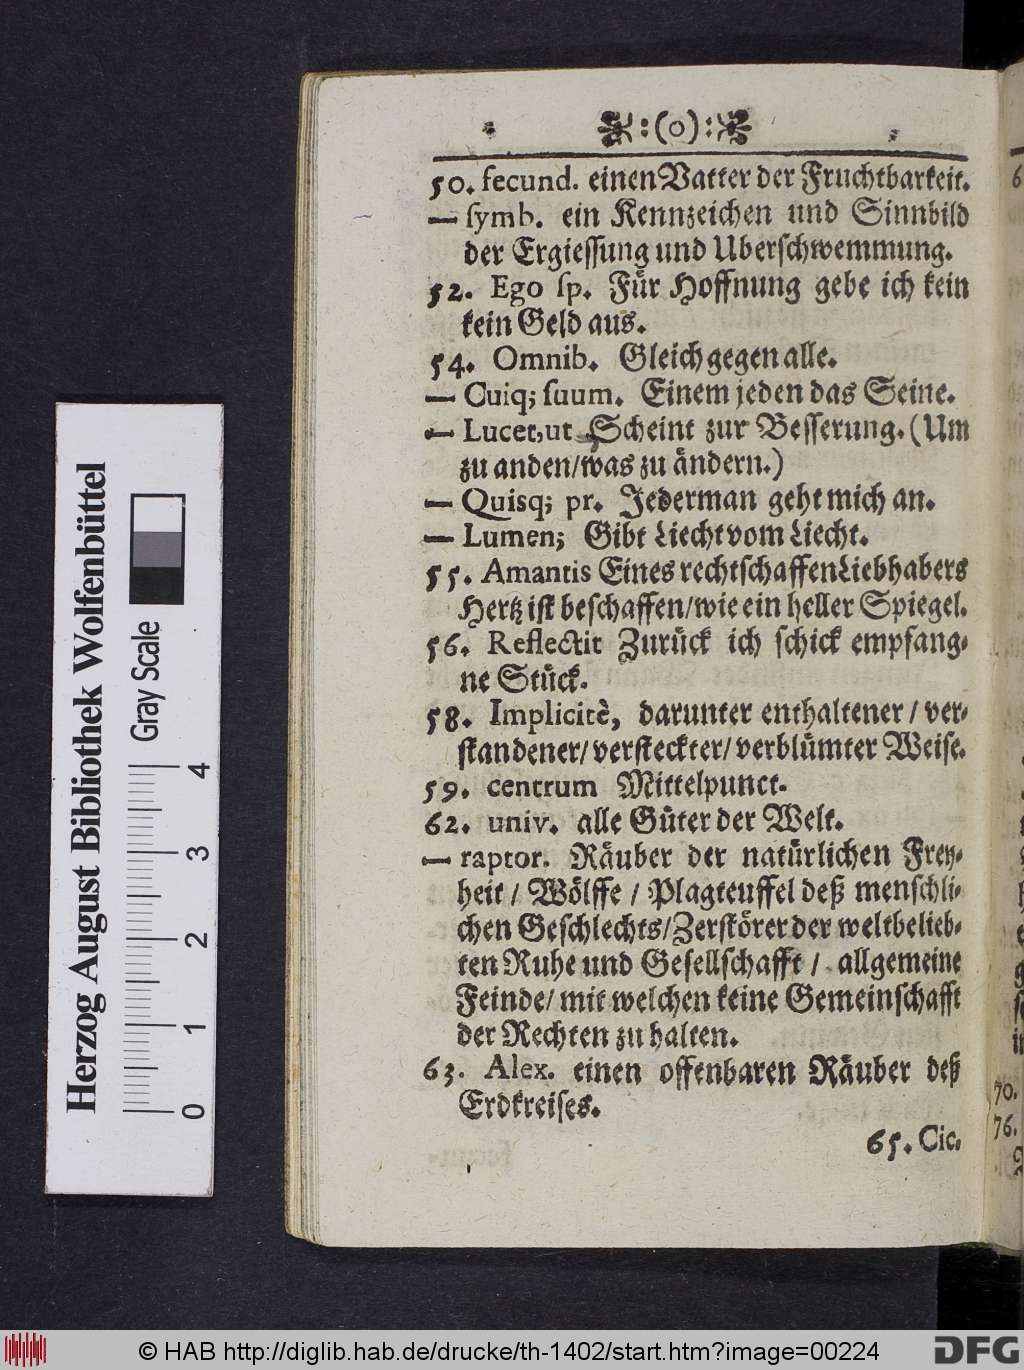 :(o):
50. fecund. einen Vatter der Fruchtbarkeit.
— ſymb. ein Kennzeichen und Sinnbild
der Ergieſſung und Uberſchwemmung.
52. Ego ſp. Für Hoffnung gebe ich kein
kein Geld aus.
54. Omnib. Gleich gegen alle.
— Cuiq; ſuum. Einem jeden das Seine.
— Lucet, ut Scheint zur Beſſerung. (Um
zu anden/was zu ändern.)
— Quisq; pr. Jederman geht mich an.
— Lumen; Gibt Liecht vom Liecht.
55. Amantis Eines rechtſchaffen Liebhabers
Hertz iſt beſchaffen/wie ein heller Spiegel.
56. Reflectit Zurück ich ſchick empfang-
ne Stück.
58. Implicitè, darunter enthaltener / ver-
ſtandener/ verſteckter/ verblümter Weiſe.
59. centrum Mittelpunct.
62. univ. alle Güter der Welt.
— raptor. Räuber der natürlichen Frey-
heit / Wölffe / Plagteuffel deß menſchli-
chen Geſchlechts/Zerſtörer der weltbelieb-
ten Ruhe und Geſellſchafft / allgemeine
Feinde/ mit welchen keine Gemeinſchafft
der Rechten zu halten.
63. Alex. einen offenbaren Räuber deß
Erdkreiſes.
65. Cic.
70.
76.
Herzog August Bibliothek Wolfenbüttel
Gray Scale
0 1 2 3 4
© HAB http://diglib.hab.de/drucke/th-1402/start.htm?image=00224
DFG